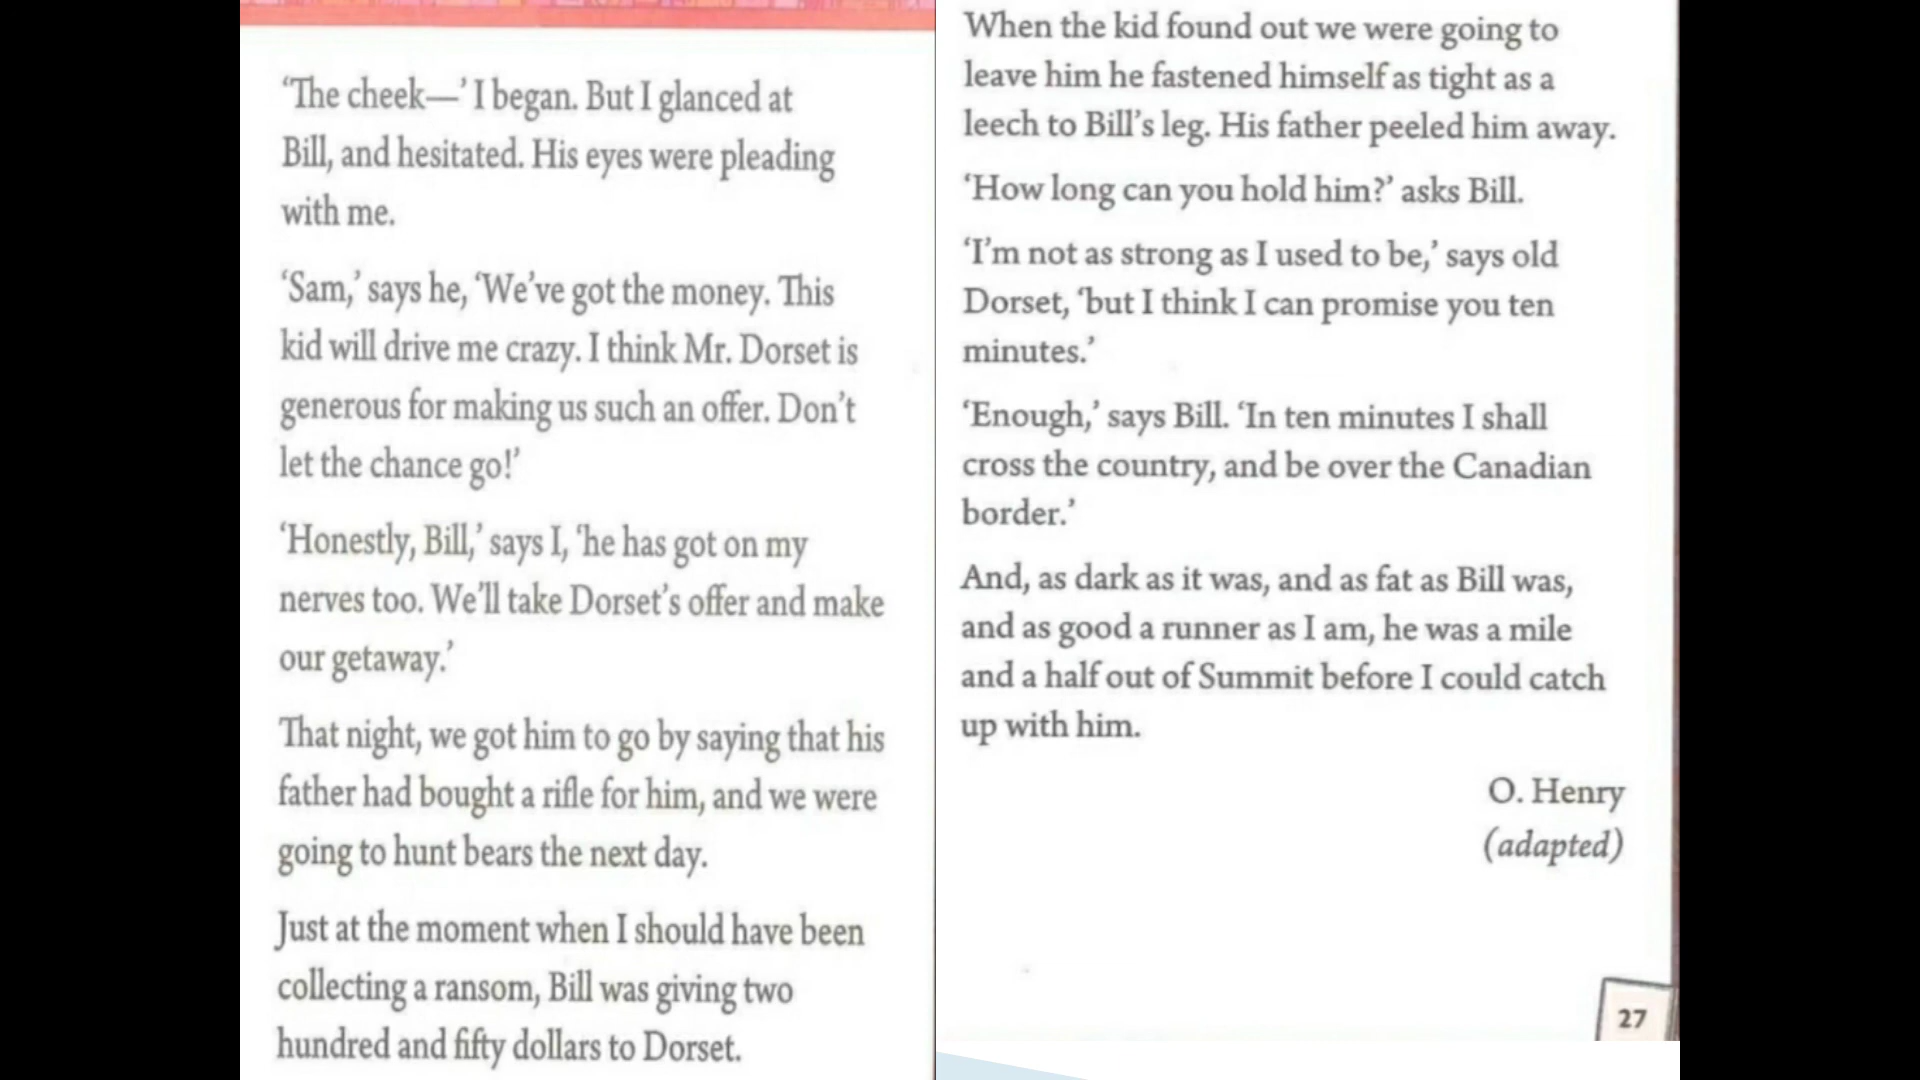 ‘The cheek—’ I began. But I glanced at
Bill, and hesitated. His eyes were pleading
with me.
‘Sam,’ says he, ‘We’ve got the money. This
kid will drive me crazy. I think Mr. Dorset is
generous for making us such an offer. Don’t
let the chance go!’
‘Honestly, Bill,’ says I, ‘he has got on my
nerves too. We’ll take Dorset’s offer and make
our getaway.’
That night, we got him to go by saying that his
father had bought a rifle for him, and we were
going to hunt bears the next day.
Just at the moment when I should have been
collecting a ransom, Bill was giving two
hundred and fifty dollars to Dorset.
When the kid found out we were going to
leave him he fastened himself as tight as a
leech to Bill’s leg. His father peeled him away.
‘How long can you hold him?’ asks Bill.
‘I’m not as strong as I used to be,’ says old
Dorset, ‘but I think I can promise you ten
minutes.’
‘Enough,’ says Bill. ‘In ten minutes I shall
cross the country, and be over the Canadian
border.’
And, as dark as it was, and as fat as Bill was,
and as good a runner as I am, he was a mile
and a half out of Summit before I could catch
up with him.
O. Henry
(adapted)
27